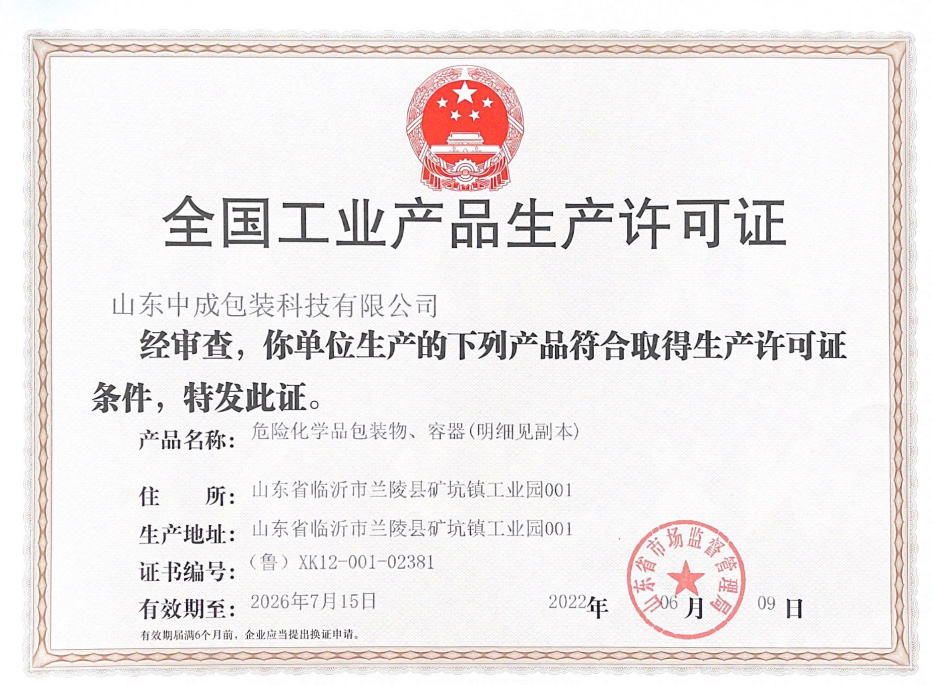 全国工业产品生产许可证
山东中成包装科技有限公司
经审查，你单位生产的下列产品符合取得生产许可证
条件，特发此证。
产品名称：危险化学品包装物、容器(明细见副本)
住 所：山东省临沂市兰陵县矿坑镇工业园001
生产地址：山东省临沂市兰陵县矿坑镇工业园001
证书编号：（鲁）XK12-001-02381
有效期至：2026年7月15日
2022年 06 月 09 日
山东省市场监督管理局
有效期届满6个月前，企业应当提出换证申请。